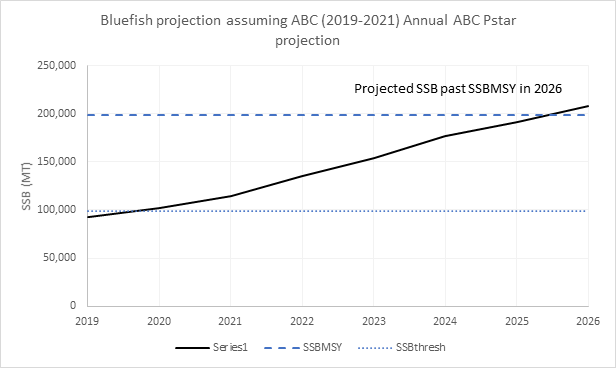 Bluefish projection assuming ABC (2019-2021) Annual ABC Pstar
projection
250,000
Projected SSB past SSBMSY in 2026
200,000
150,000
SSB (MT)
100,000
50,000
0
2019 2020 2021 2022 2023 2024 2025 2026
Series1 SSBMSY SSBthresh